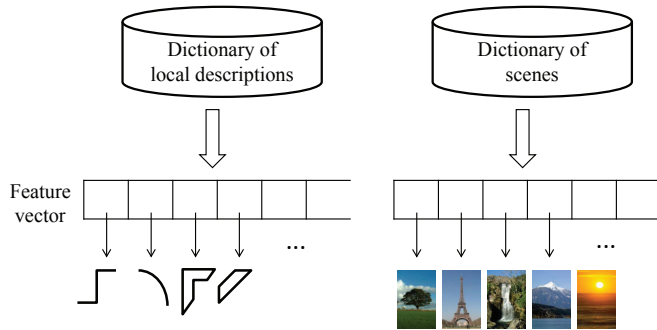 Dictionary of
local descriptions
Dictionary of
scenes
Feature
vector
...
...